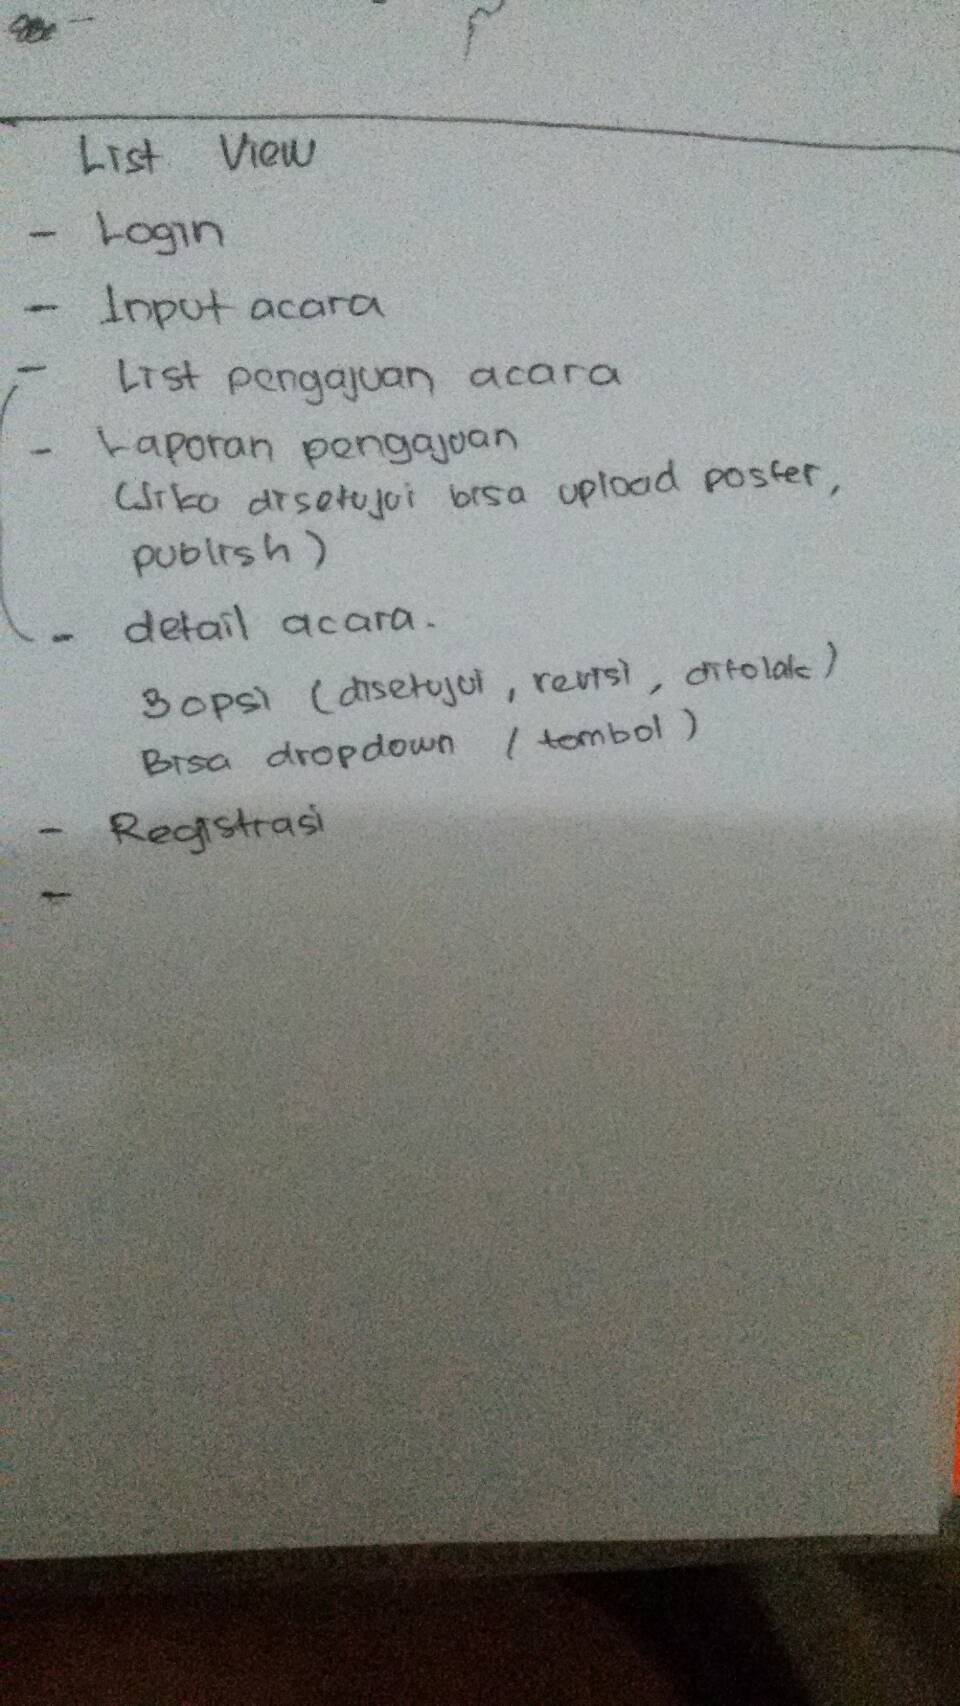 List View
- Login
- Input acara
- List pengajuan acara
- Laporan pengajuan
(Jika disetujui bisa upload poster,
publish)
- detail acara.
3 opsi (disetujui, revisi, ditolak)
Bisa dropdown / tombol)
- Registrasi
-